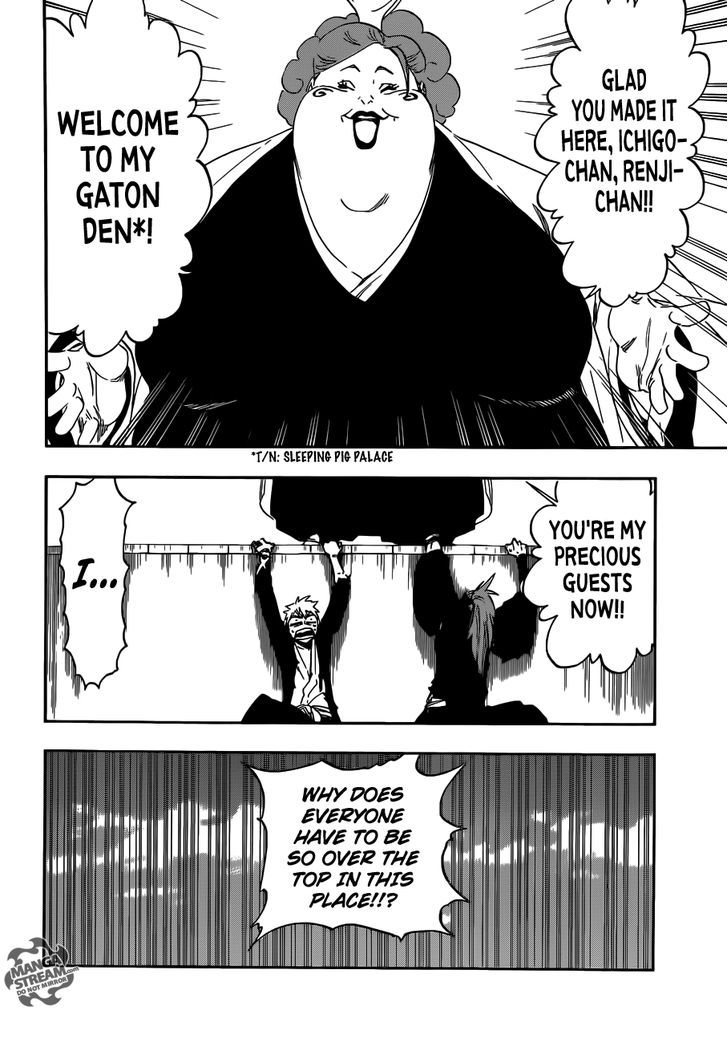 GLAD
YOU MADE IT
HERE, ICHIGO-
CHAN, RENJI-
CHAN!!
WELCOME
TO MY
GATON
DEN*!
*T/N: SLEEPING PIG PALACE
YOU'RE MY
PRECIOUS
GUESTS
NOW!!
I...
WHY DOES
EVERYONE
HAVE TO BE
SO OVER THE
TOP IN THIS
PLACE!!?
MANGA
STREAM.com
DO NOT MIRROR